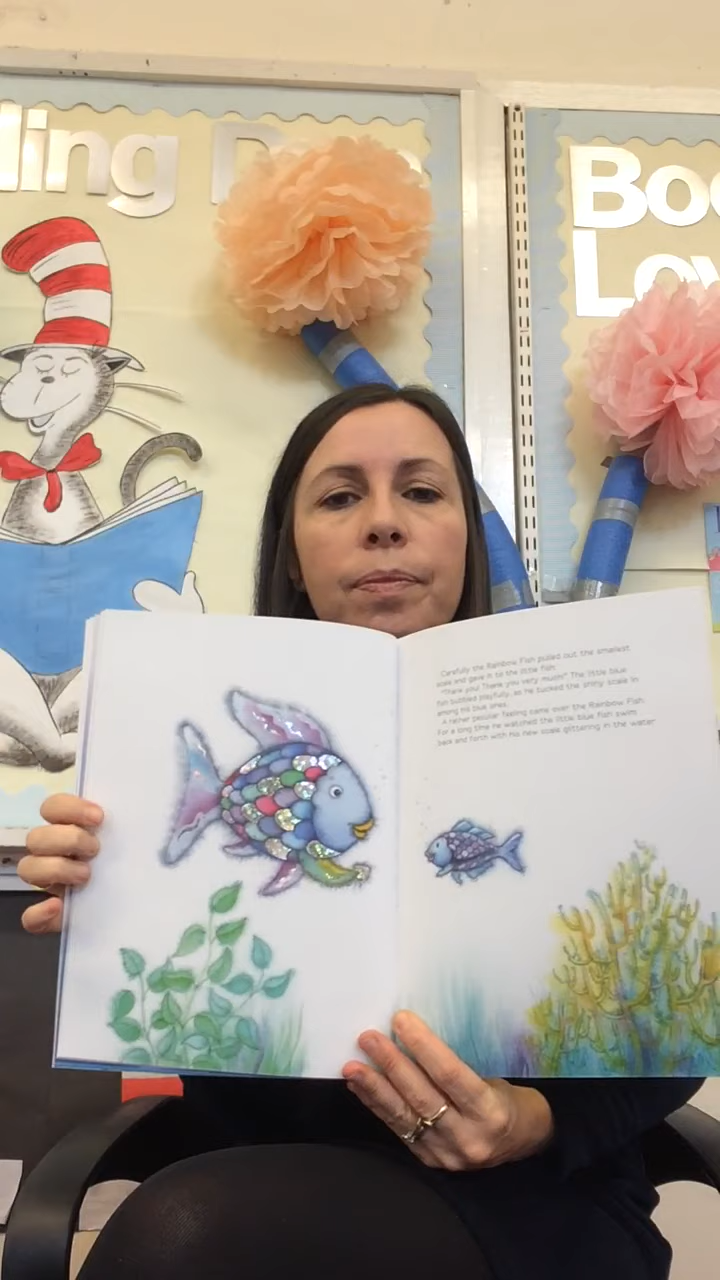 ding D
Boo
Lov
Carefully the Rainbow Fish pulled out the smallest
scale and gave it to the little fish.
"Thank you! Thank you very much!" The little blue
fish bubbled playfully, as he tucked the shiny scale in
among his blue ones.
A rather peculiar feeling came over the Rainbow Fish.
For a long time he watched the little blue fish swim
back and forth with his new scale glittering in the water.